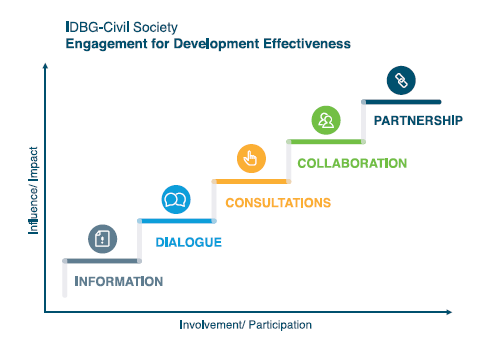 IDBG-Civil Society
Engagement for Development Effectiveness
PARTNERSHIP
COLLABORATION
CONSULTATIONS
DIALOGUE
INFORMATION
Influence/ Impact
Involvement/ Participation